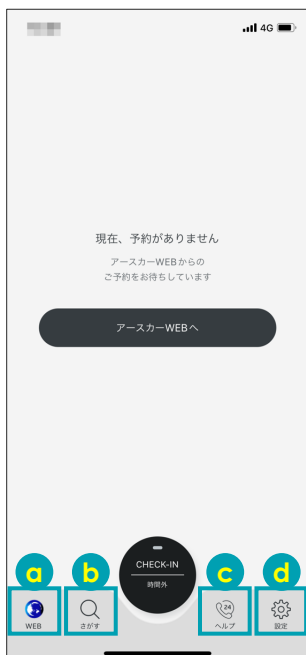 4G
現在、予約がありません
アースカーWEBからの
ご予約をお待ちしています
アースカーWEBへ
a
b
CHECK-IN
時間外
c
d
WEB
さがす
24
ヘルプ
設定